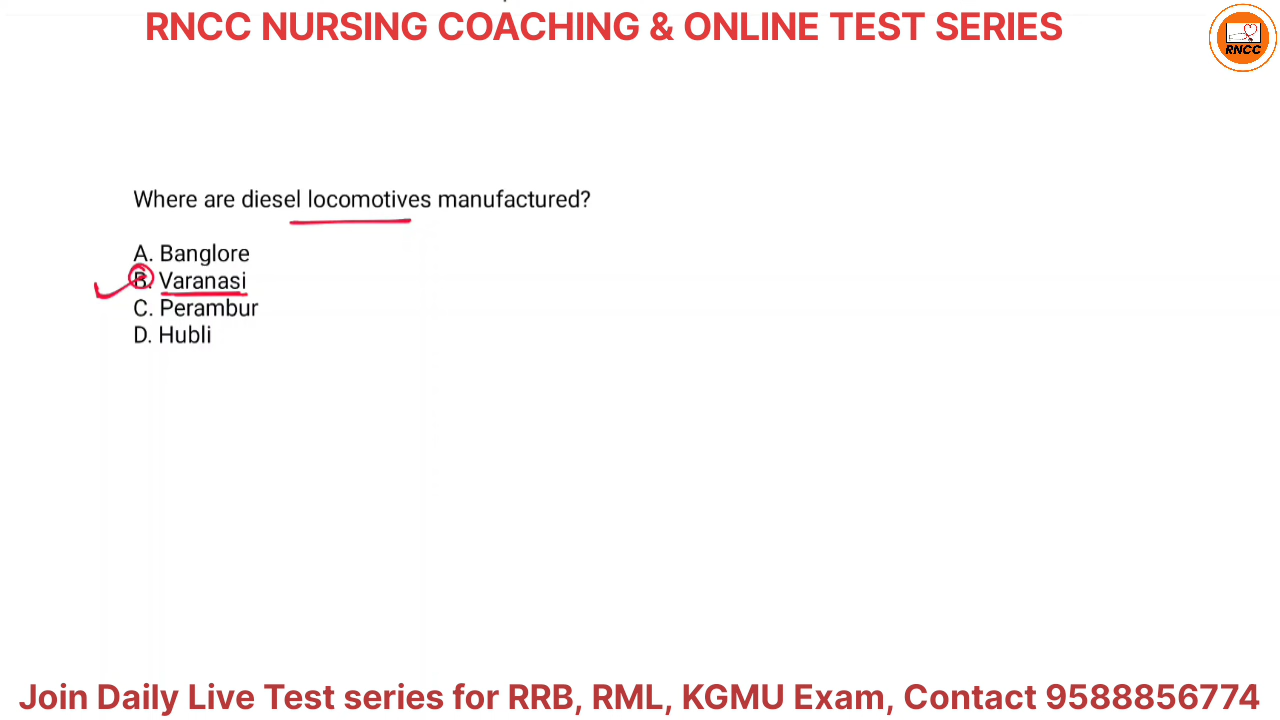 RNCC NURSING COACHING & ONLINE TEST SERIES
RNCC
Where are diesel locomotives manufactured?
A. Banglore
B. Varanasi
C. Perambur
D. Hubli
Join Daily Live Test series for RRB, RML, KGMU Exam, Contact 9588856774